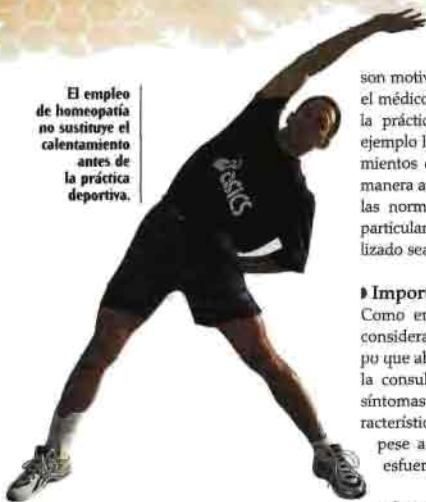 El empleo
de homeopatía
no sustituye el
calentamiento
antes de
la práctica
deportiva.
asics
son motiv
el médico
la práctic
ejemplo l
mientos
manera a
las norm
particular
lizado sea
Import
Como en
considera
po que al
la consul
síntomas
racterístic
pese a
esfuer